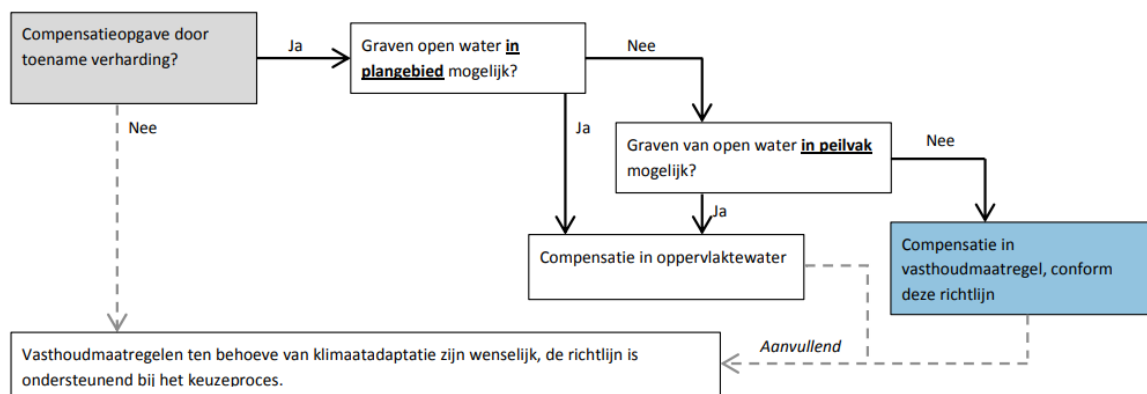 Compensatieopgave door
toename verharding?
Ja
Graven open water in
plangebied mogelijk?
Nee
Nee
Ja
Graven van open water in peilvak
mogelijk?
Nee
Ja
Compensatie in oppervlaktewater
Compensatie in
vasthoudmaatregel, conform
deze richtlijn
Aanvullend
Vasthoudmaatregelen ten behoeve van klimaatadaptatie zijn wenselijk, de richtlijn is
ondersteunend bij het keuzeproces.